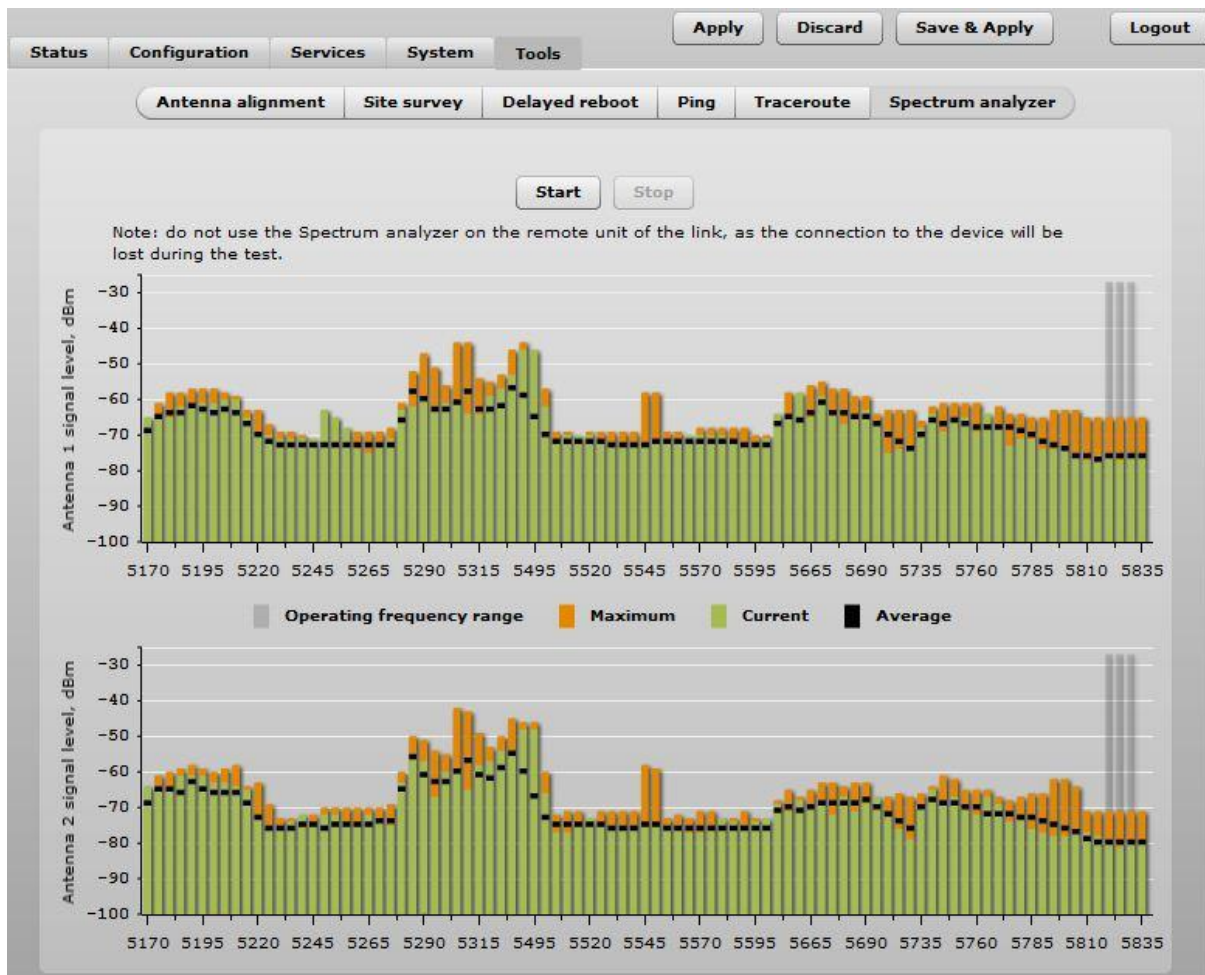 Apply Discard Save & Apply Logout
Status Configuration Services System Tools
Antenna alignment Site survey Delayed reboot Ping Traceroute Spectrum analyzer
Start Stop
Note: do not use the Spectrum analyzer on the remote unit of the link, as the connection to the device will be
lost during the test.
Antenna 1 signal level, dBm
-30
-40
-50
-60
-70
-80
-90
-100
5170 5195 5220 5245 5265 5290 5315 5495 5520 5545 5570 5595 5665 5690 5735 5760 5785 5810 5835
Operating frequency range Maximum Current Average
Antenna 2 signal level, dBm
-30
-40
-50
-60
-70
-80
-90
-100
5170 5195 5220 5245 5265 5290 5315 5495 5520 5545 5570 5595 5665 5690 5735 5760 5785 5810 5835